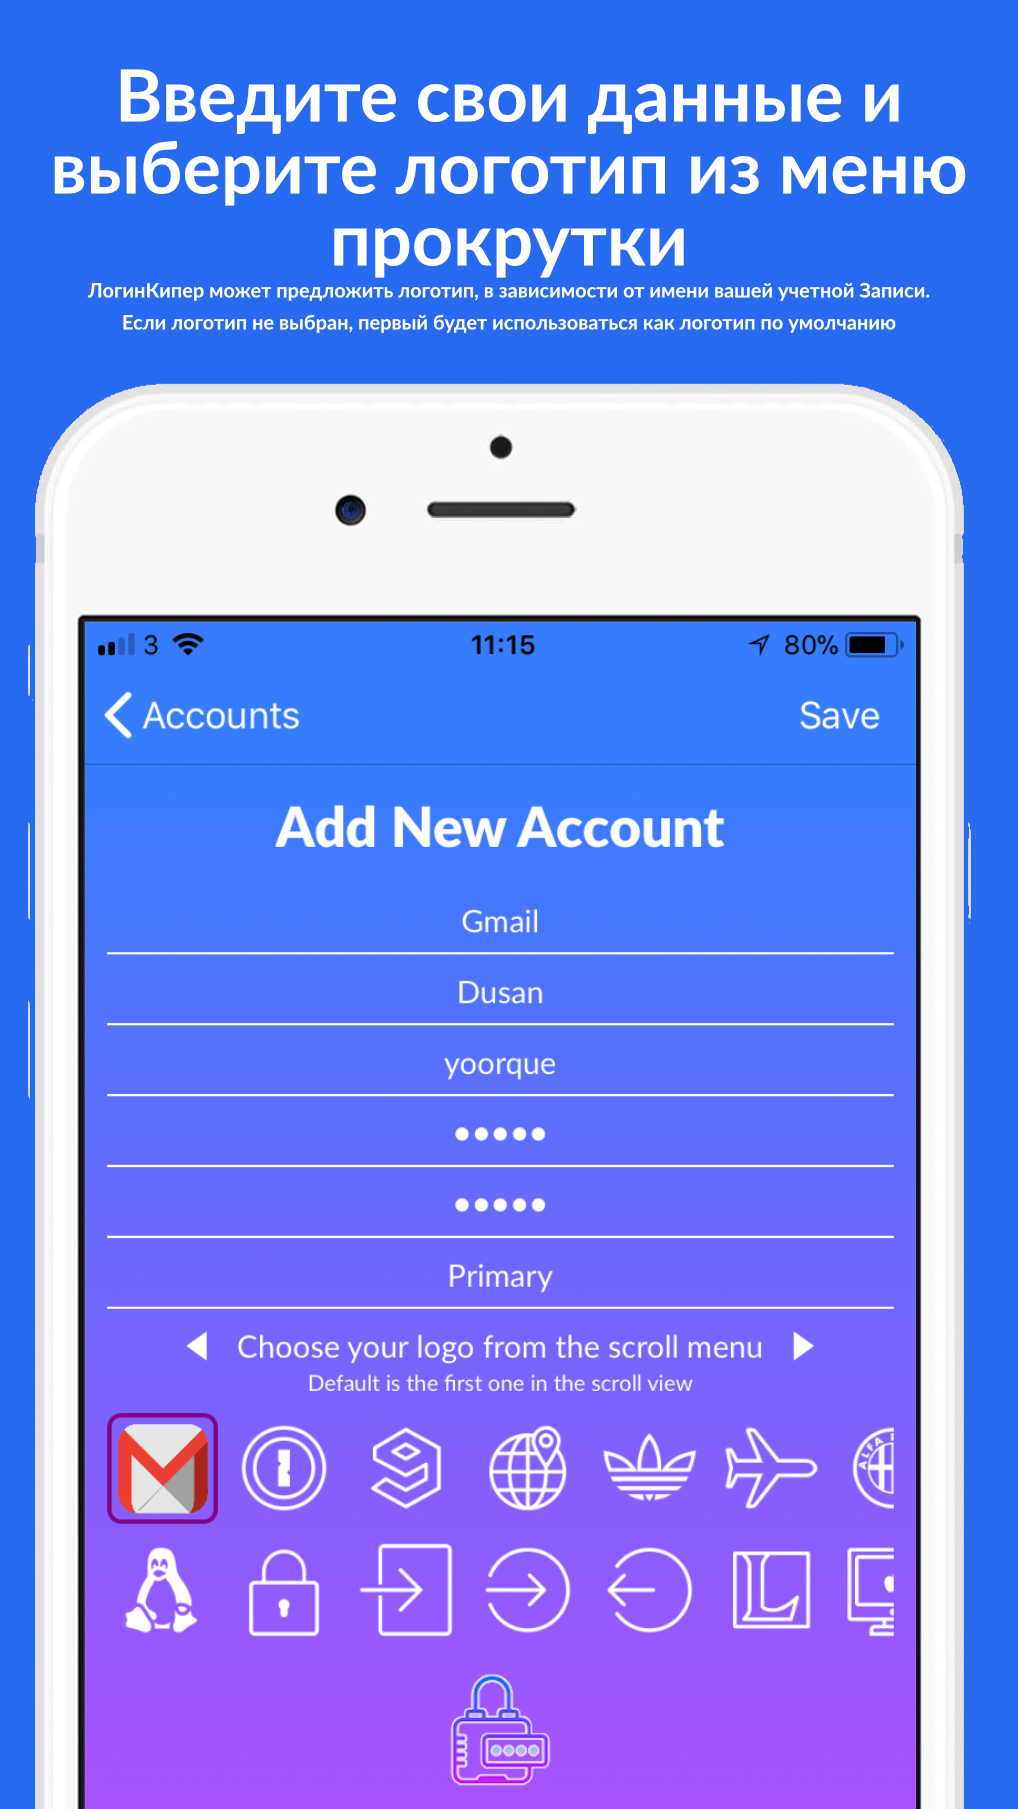 Введите свои данные и
выберите логотип из меню
прокрутки
ЛогинКипер может предложить логотип, в зависимости от имени вашей учетной Записи.
Если логотип не выбран, первый будет использоваться как логотип по умолчанию
3 11:15 80%
Accounts Save
Add New Account
Gmail
Dusan
yoorque
•••••
•••••
Primary
Choose your logo from the scroll menu
Default is the first one in the scroll view
ALFA
L